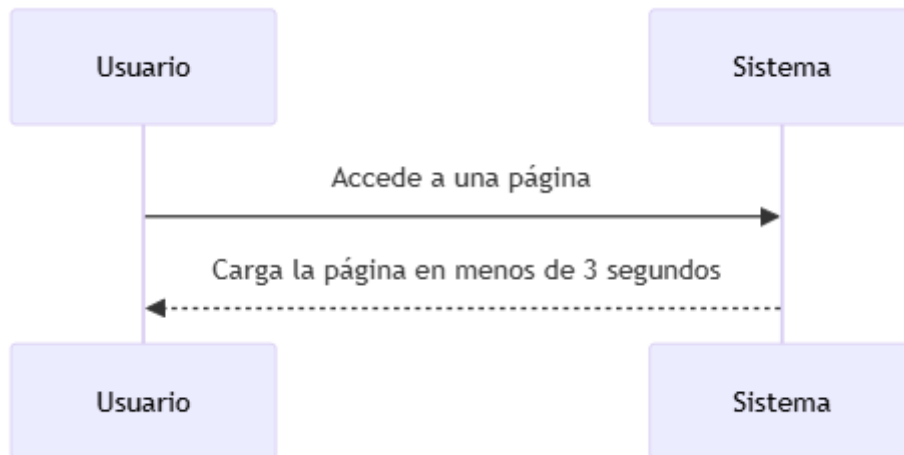 Usuario
Sistema
Accede a una página
Carga la página en menos de 3 segundos
Usuario
Sistema